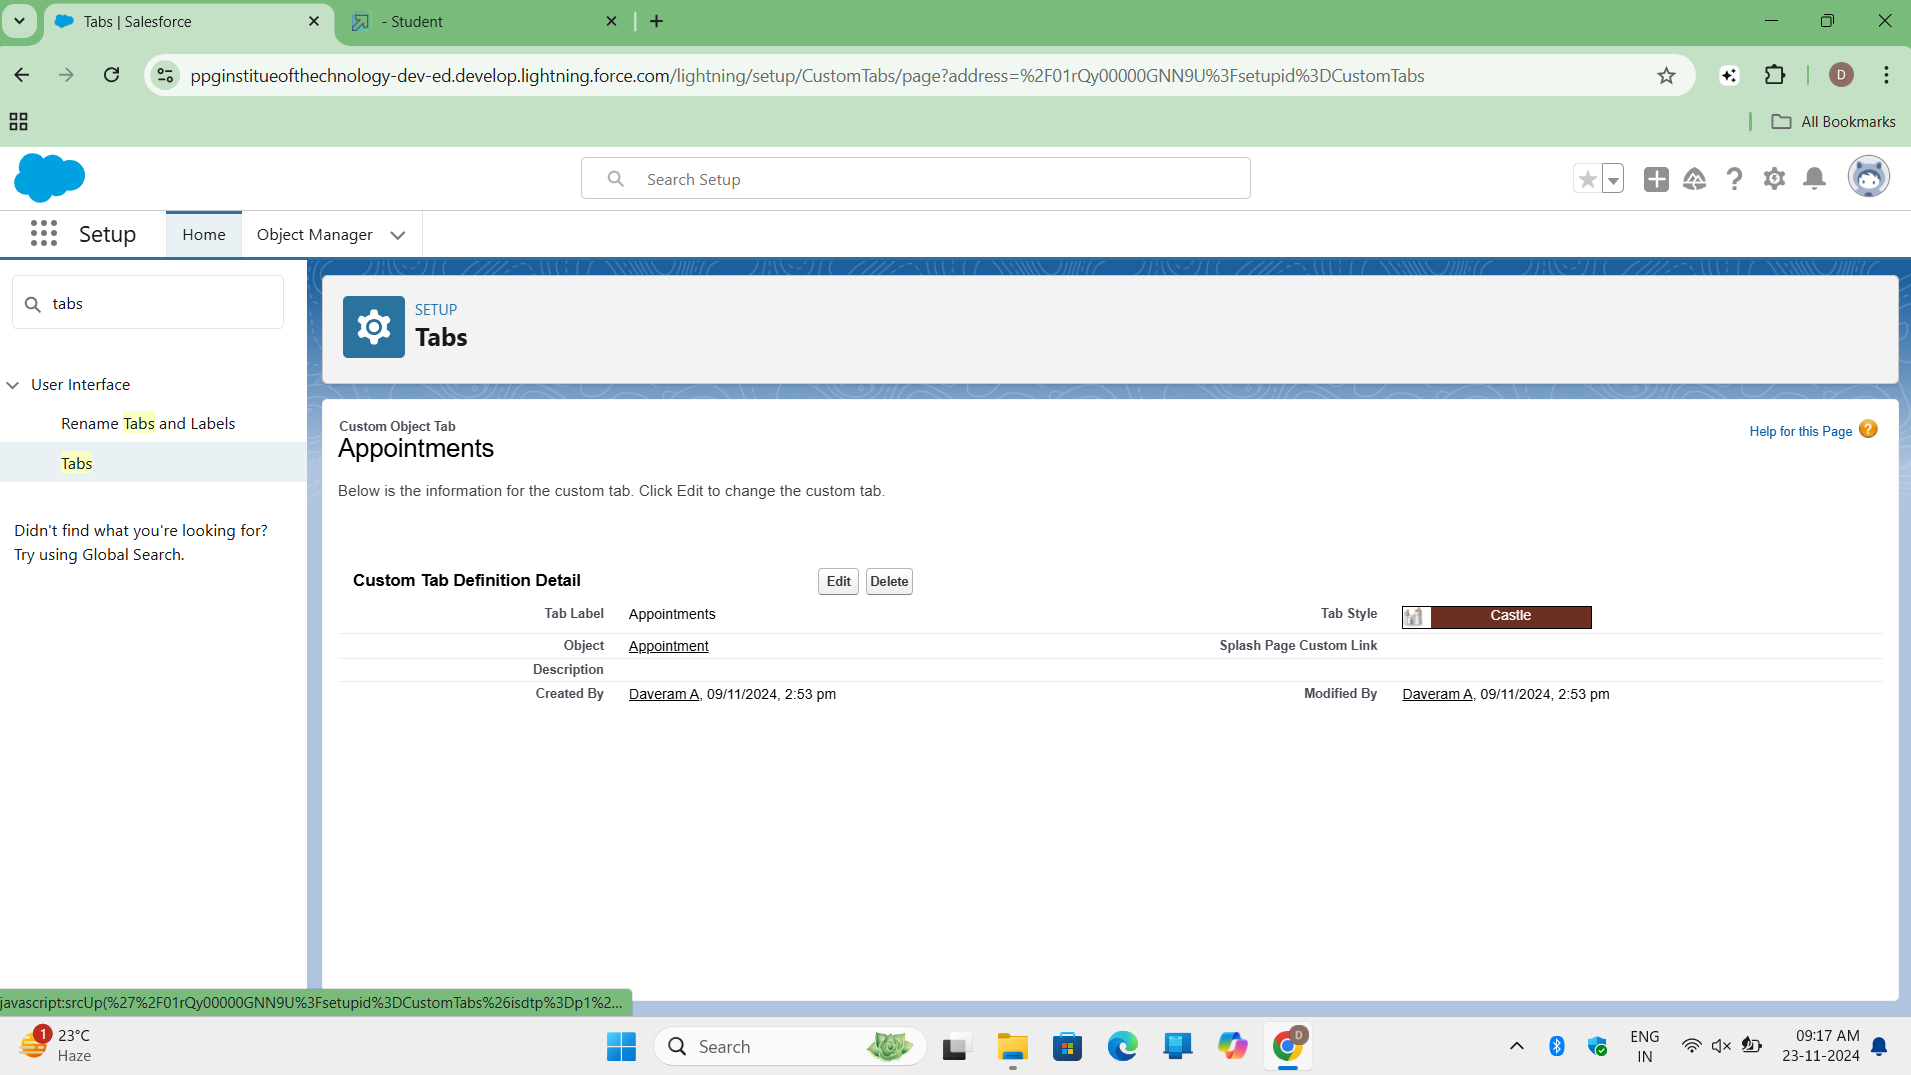 Tabs | Salesforce
- Student
ppginstitueofthechnology-dev-ed.develop.lightning.force.com/lightning/setup/CustomTabs/page?address=%2F01rQy00000GNN9U%3Fsetupid%3DCustomTabs
D
All Bookmarks
Search Setup
Setup
Home
Object Manager
tabs
SETUP
Tabs
User Interface
Rename Tabs and Labels
Tabs
Didn't find what you're looking for?
Try using Global Search.
Custom Object Tab
Appointments
Help for this Page
Below is the information for the custom tab. Click Edit to change the custom tab.
Custom Tab Definition Detail
Edit
Delete
Tab Label Appointments
Tab Style Castle
Object Appointment
Splash Page Custom Link
Description
Created By Daveram A, 09/11/2024, 2:53 pm
Modified By Daveram A, 09/11/2024, 2:53 pm
javascript:srcUp(%27%2F01rQy00000GNN9U%3Fsetupid%3DCustomTabs%26isdtp%3Dp1%2...
1
23°C
Haze
Search
D
ENG
IN
09:17 AM
23-11-2024